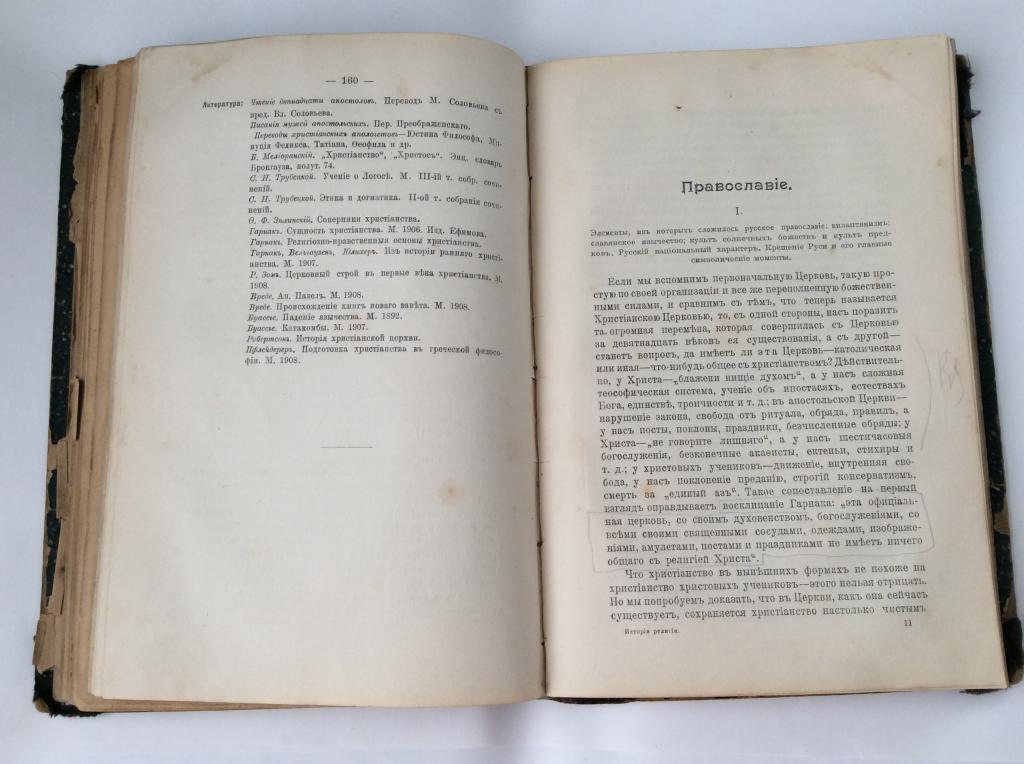 — 160 —
Литература: Чтеніе двенадцати апостоловъ. Переводъ М. Соловьева съ
пред. Вл. Соловьева.
Писанія мужей апостольскихъ. Пер. Преображенскаго.
Переводы христіанскихъ апологетовъ—Юстина Философа, Ми-
нуція Феликса, Татіана, Ѳеофила и др.
Б. Меліоранскій. „Христіанство“, „Христосъ“. Энц. словарь
Брокгауза, полут. 74.
С. Н. Трубецкой. Ученіе о Логосѣ. М. III-ій т. собр. сочи-
неній.
С. Н. Трубецкой. Этика и догматика. II-ой т. собранія сочи-
неній.
Ѳ. Ф. Зѣлинскій. Соперники христіанства.
Гарнакъ. Сущность христіанства. М. 1906. Изд. Ефимова.
Гарнакъ. Религіозно-нравственныя основы христіанства.
Гарнакъ, Вельгаузенъ, Юлихеръ. Изъ исторіи ранняго христі-
анства. М. 1907.
Р. Зомъ. Церковный строй въ первые вѣка христіанства. М.
1908.
Вреде. Ап. Павелъ. М. 1908.
Вреде. Происхожденіе книгъ новаго завѣта. М. 1908.
Буассье. Паденіе язычества. М. 1892.
Буассье. Катакомбы. М. 1907.
Робертсонъ. Исторія христіанской церкви.
Пфлейдереръ. Подготовка христіанства въ греческой филосо-
фіи. М. 1908.
Православіе.
I.
Элементы, изъ которыхъ сложилось русское православіе: византинизмъ;
славянское язычество; культъ солнечныхъ божествъ и культъ пред-
ковъ. Русскій національный характеръ. Крещеніе Руси и его главные
символическіе моменты.
Если мы вспомнимъ первоначальную Церковь, такую про-
стую по своей организаціи и все же переполненную божествен-
ными силами, и сравнимъ съ тѣмъ, что теперь называется
Христіанскою Церковью, то, съ одной стороны, насъ поразитъ
та огромная перемѣна, которая совершилась съ Церковью
за девятнадцать вѣковъ ея существованія, а съ другой—
станетъ вопросъ, да имѣетъ ли эта Церковь—католическая
или иная—что-нибудь общее съ христіанствомъ? Дѣйствитель-
но, у Христа—„блажени нищіе духомъ“, а у насъ сложная
теософическая система, ученіе объ ипостасяхъ, естествахъ
Бога, единствѣ, троичности и т. д.; въ апостольской Церкви—
нарушеніе закона, свобода отъ ритуала, обряда, правилъ, а
у насъ посты, поклоны, праздники, безчисленные обряды; у
Христа—„не говорите лишняго“, а у насъ шестичасовыя
богослуженія, безконечные акаѳисты, ектеньи, стихиры и
т. д.; у христовыхъ учениковъ—движеніе, внутренняя сво-
бода, у насъ поклоненіе преданію, строгій консерватизмъ,
смерть за „единый азъ“. Такое сопоставленіе на первый
взглядъ оправдываетъ восклицаніе Гарнака: „эта офиціаль-
ная церковь, со своимъ духовенствомъ, богослуженіями, со
всѣми своими священными сосудами, одеждами, изображе-
ніями, амулетами, постами и праздниками не имѣетъ ничего
общаго съ религіей Христа“.
Что христіанство въ нынѣшнихъ формахъ не похоже на
христіанство христовыхъ учениковъ—этого нельзя отрицать.
Но мы попробуемъ доказать, что въ Церкви, какъ она сейчасъ
существуетъ, сохраняется христіанство настолько чистымъ
Исторія религіи. 11